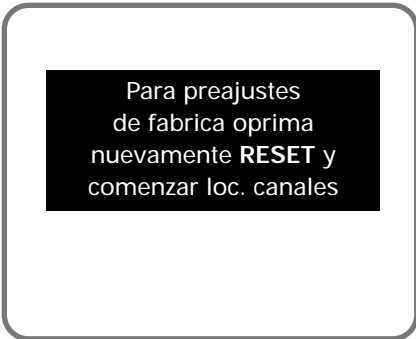 Para preajustes
de fabrica oprima
nuevamente RESET y
comenzar loc. canales